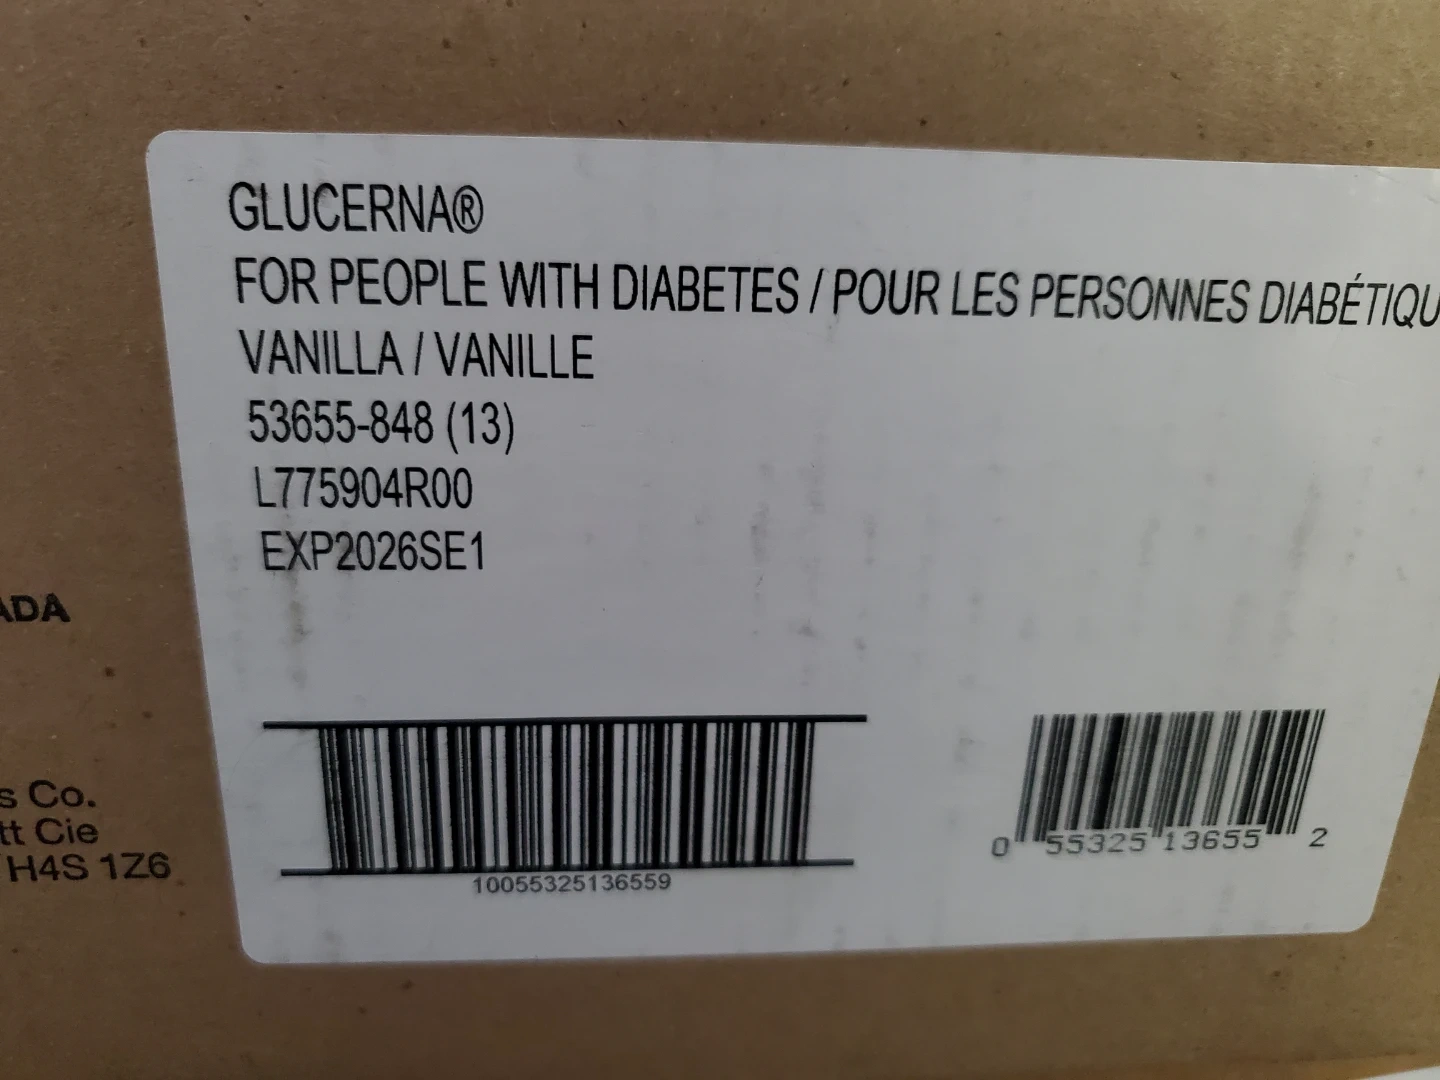 GLUCERNA®
FOR PEOPLE WITH DIABETES / POUR LES PERSONNES DIABÉTIQU
VANILLA / VANILLE
53655-848 (13)
L775904R00
EXP2026SE1
ADA
s Co.
tt Cie
H4S 1Z6
10055325136559
0 55325 13655 2